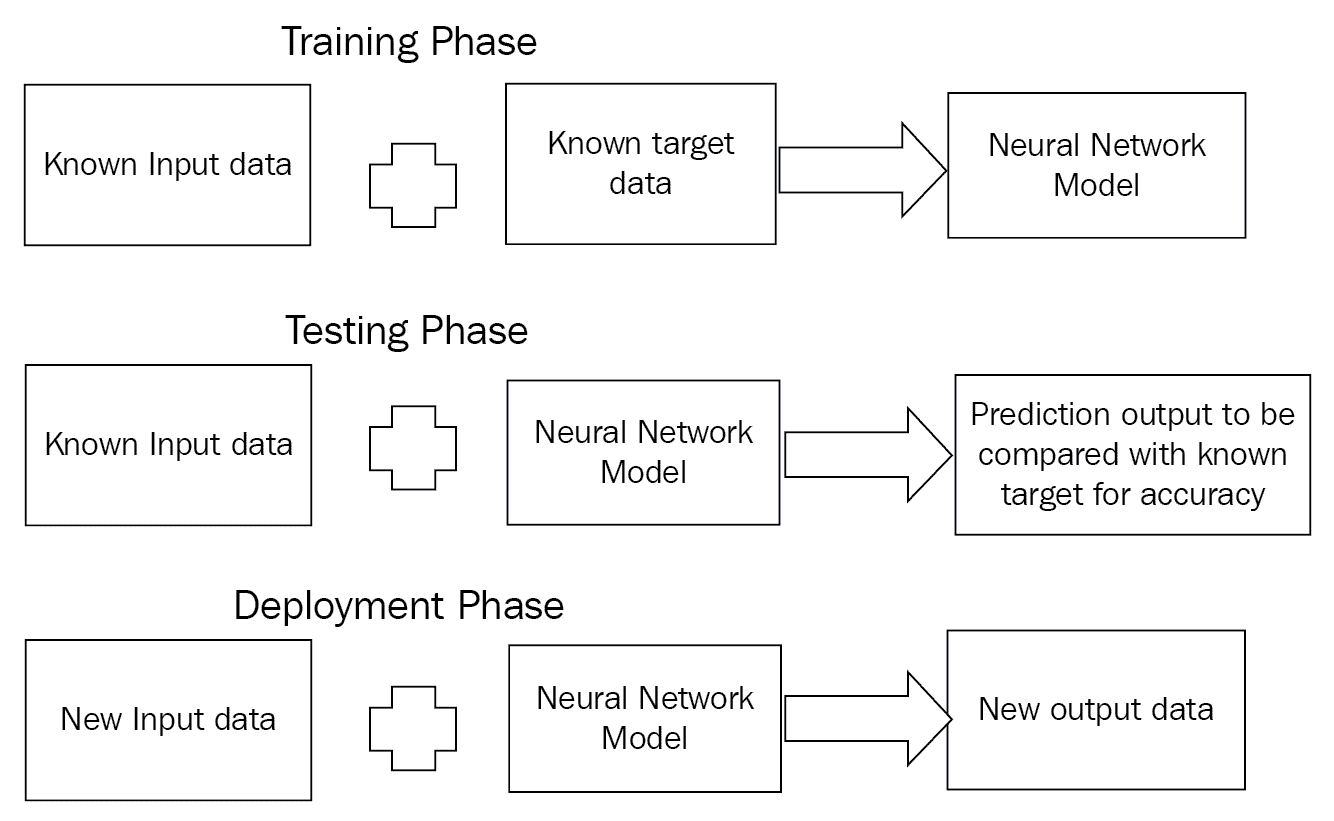 Training Phase
Known Input data
Known target
data
Neural Network
Model
Testing Phase
Known Input data
Neural Network
Model
Prediction output to be
compared with known
target for accuracy
Deployment Phase
New Input data
Neural Network
Model
New output data